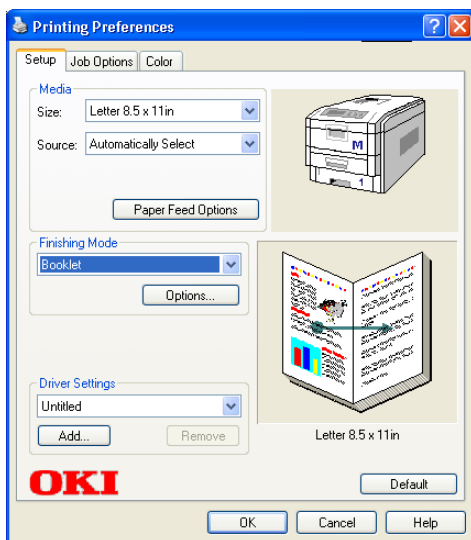 Printing Preferences
Setup Job Options Color
Media
Size: Letter 8.5 x 11in
Source: Automatically Select
M
1
Paper Feed Options
Finishing Mode
Booklet
Options...
Driver Settings
Untitled
Add... Remove
Letter 8.5 x 11in
OKI
Default
OK Cancel Help